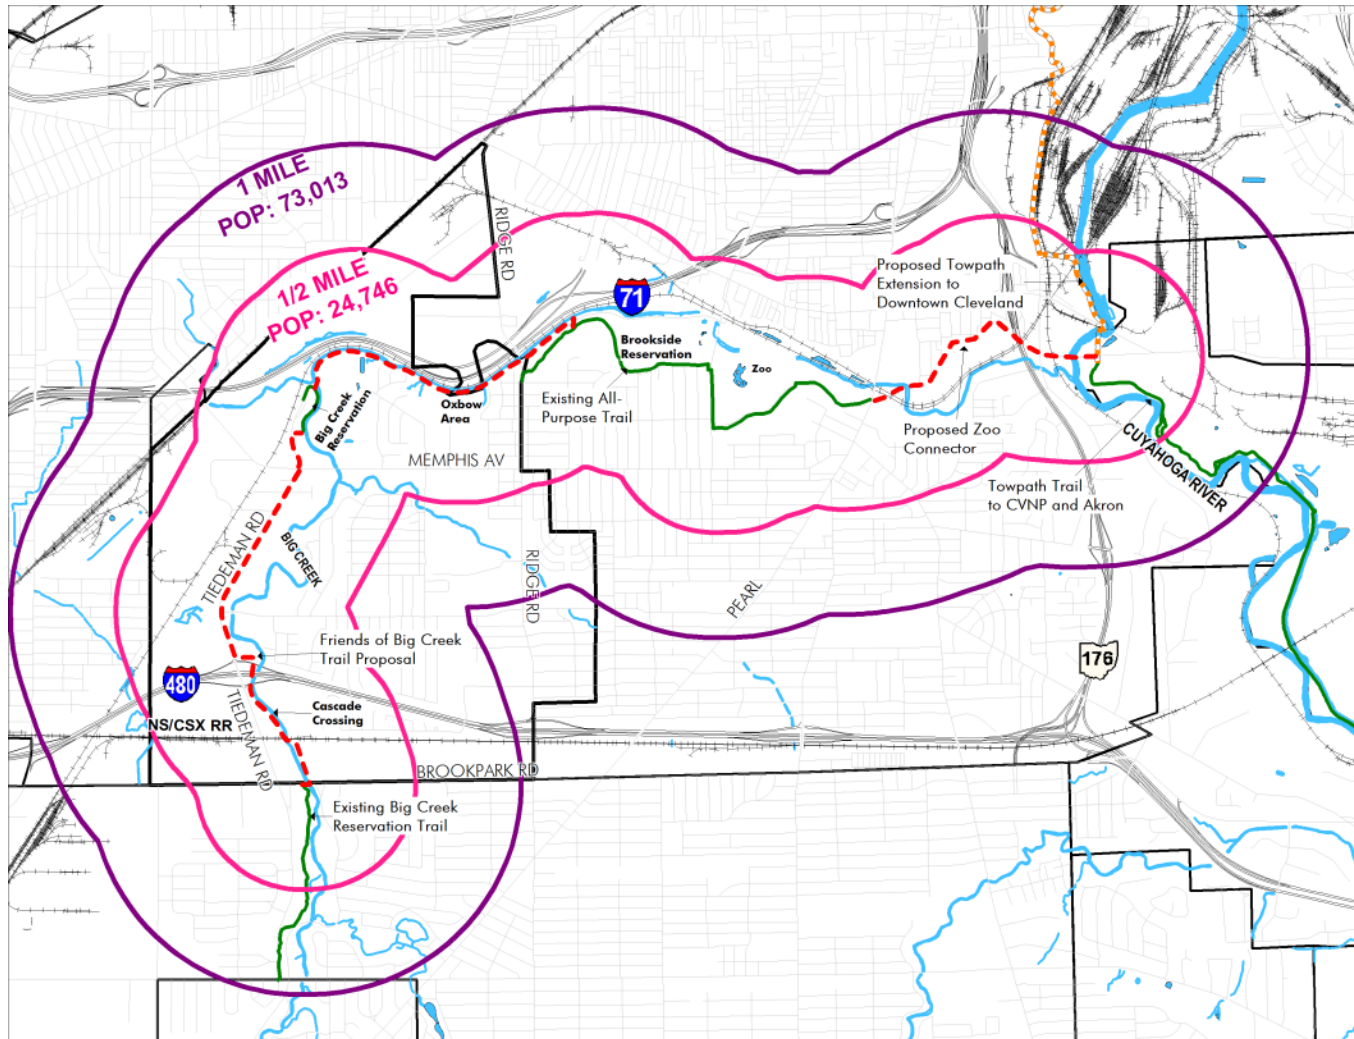 1 MILE
POP: 73,013
RIDGE RD
1/2 MILE
POP: 24,746
71
Proposed Towpath
Extension to
Downtown Cleveland
Brookside
Reservation
Zoo
Big Creek
Reservation
Oxbow
Area
Existing All-
Purpose Trail
Proposed Zoo
Connector
CUYAHOGA RIVER
MEMPHIS AV
Towpath Trail
to CVNP and Akron
TIEDEMAN RD
BIG CREEK
RIDGE RD
PEARL
Friends of Big Creek
Trail Proposal
176
480
Cascade
Crossing
NS/CSX RR
TIEDEMAN RD
BROOKPARK RD
Existing Big Creek
Reservation Trail